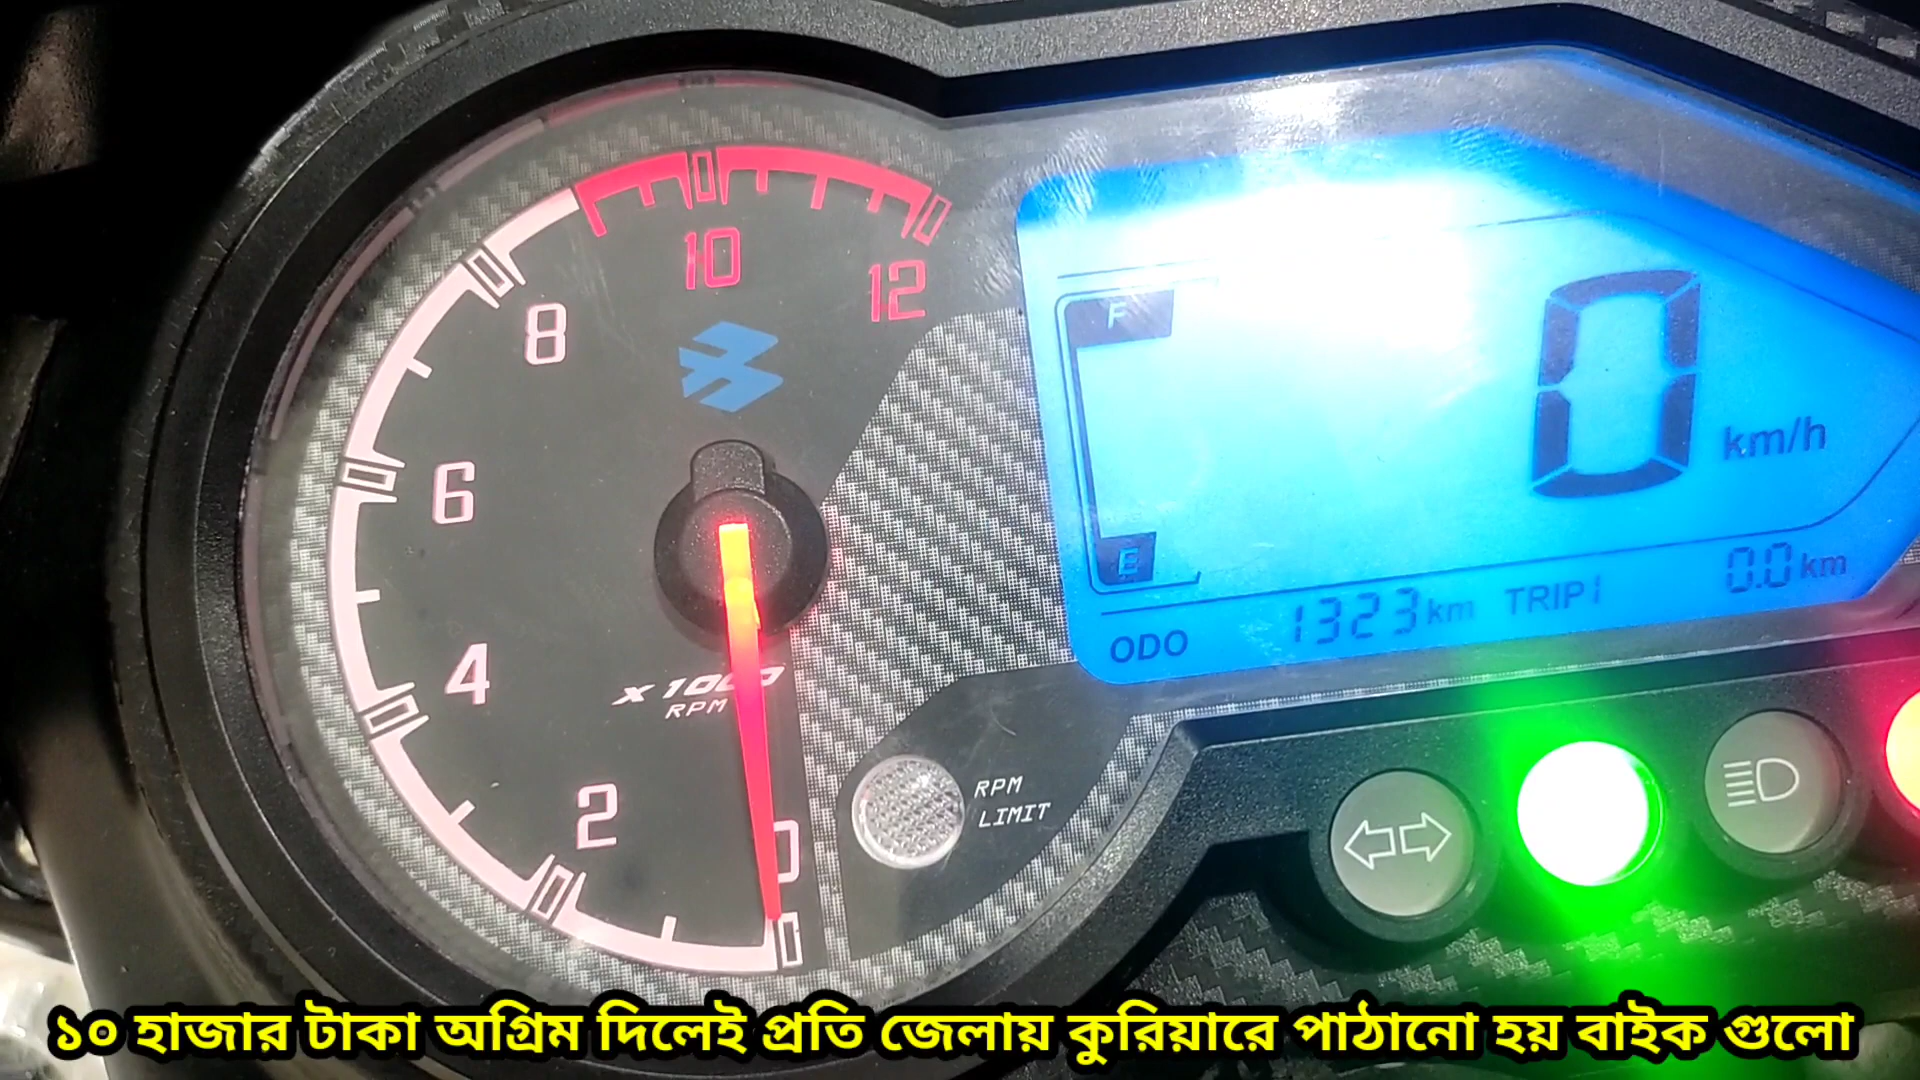 10
12
8
6
4
2
0
x 1000
RPM
RPM
LIMIT
F
E
0
km/h
ODO 1323 km TRIP1 0.0 km
১০ হাজার টাকা অগ্রিম দিলেই প্রতি জেলায় কুরিয়ারে পাঠানো হয় বাইক গুলো